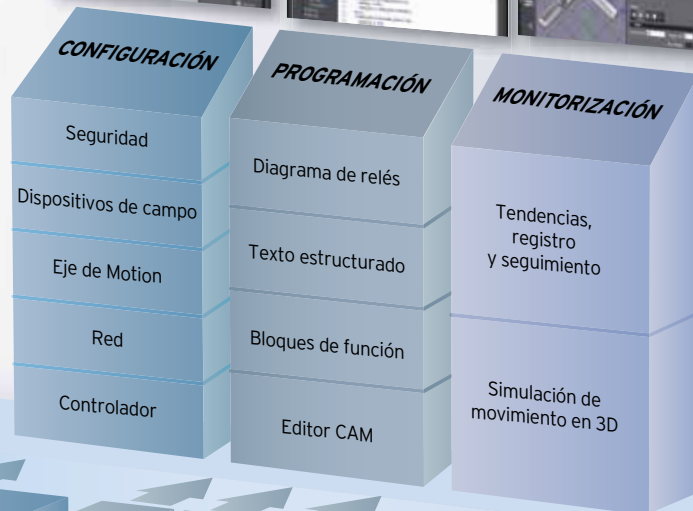 CONFIGURACIÓN
Seguridad
Dispositivos de campo
Eje de Motion
Red
Controlador
PROGRAMACIÓN
Diagrama de relés
Texto estructurado
Bloques de función
Editor CAM
MONITORIZACIÓN
Tendencias,
registro
y seguimiento
Simulación de
movimiento en 3D